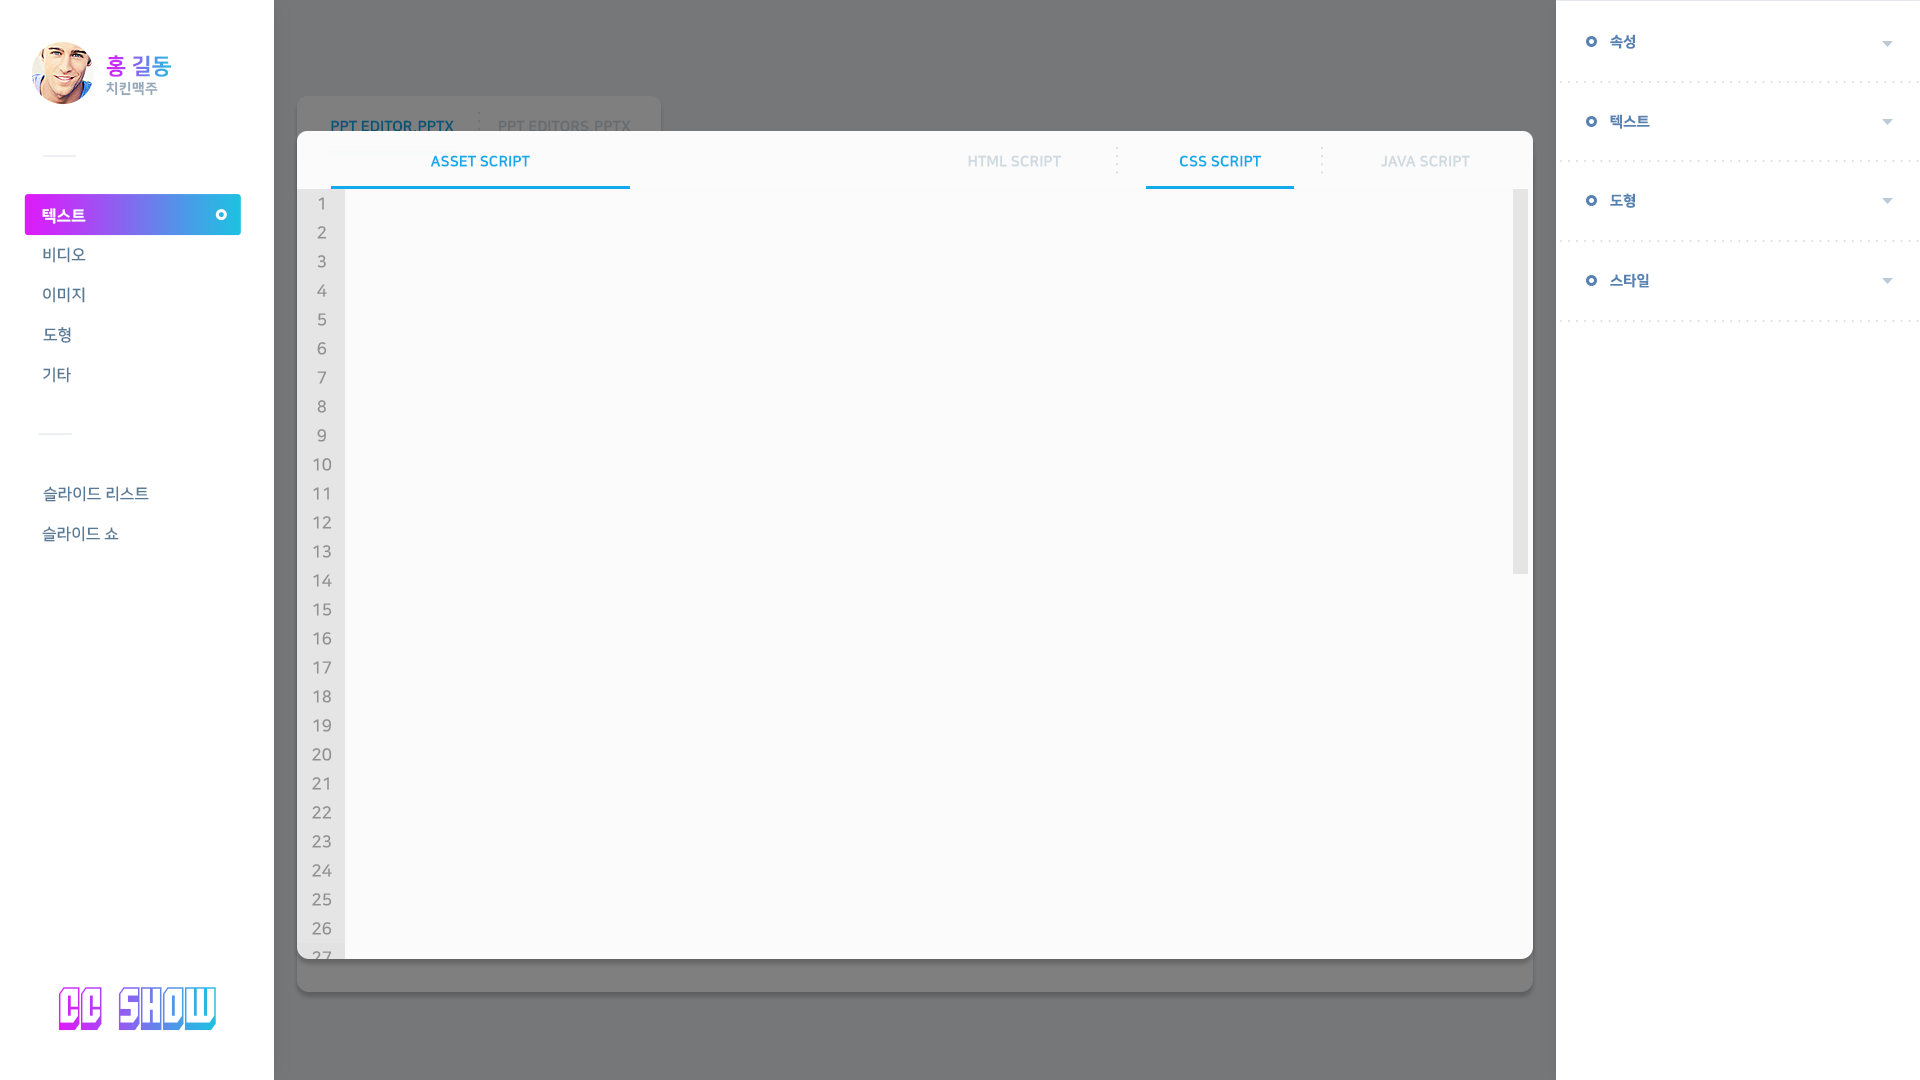 홍 길동
치킨맥주
텍스트
비디오
이미지
도형
기타
슬라이드 리스트
슬라이드 쇼
CC SHOW
PPT EDITOR.PPTX
PPT EDITORS.PPTX
ASSET SCRIPT
HTML SCRIPT
CSS SCRIPT
JAVA SCRIPT
1
2
3
4
5
6
7
8
9
10
11
12
13
14
15
16
17
18
19
20
21
22
23
24
25
26
27
속성
텍스트
도형
스타일